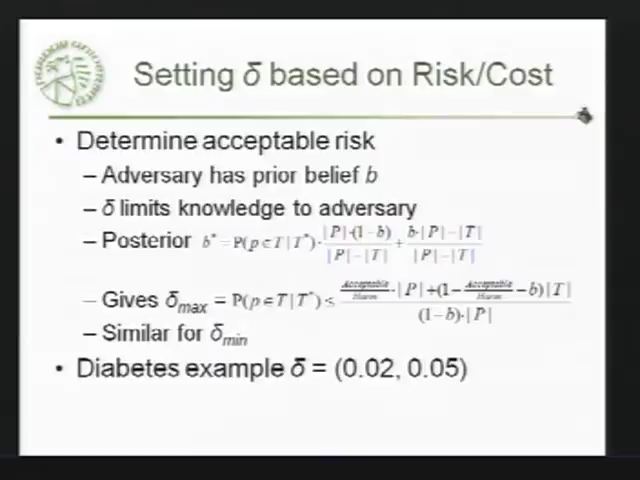 Setting δ based on Risk/Cost
• Determine acceptable risk
– Adversary has prior belief b
– δ limits knowledge to adversary
– Posterior b* = P(p ∈ T | T*) · |P|·(1−b) / |P|−|T| + b·|P|−|T| / |P|−|T|
– Gives δmax = P(p ∈ T | T*) ≤ Acceptable Harm · |P| + (1 − Acceptable Harm − b)|T| / (1−b)·|P|
– Similar for δmin
• Diabetes example δ = (0.02, 0.05)